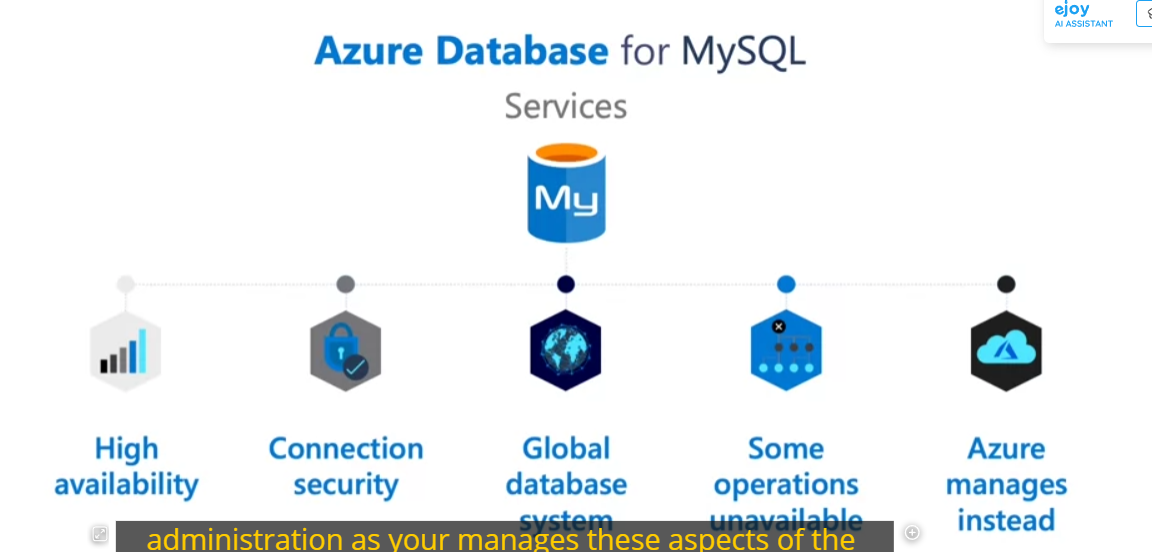 ejoy
AI ASSISTANT
Azure Database for MySQL
Services
My
High
availability
Connection
security
Global
database
system
Some
operations
unavailable
Azure
manages
instead
administration as your manages these aspects of the